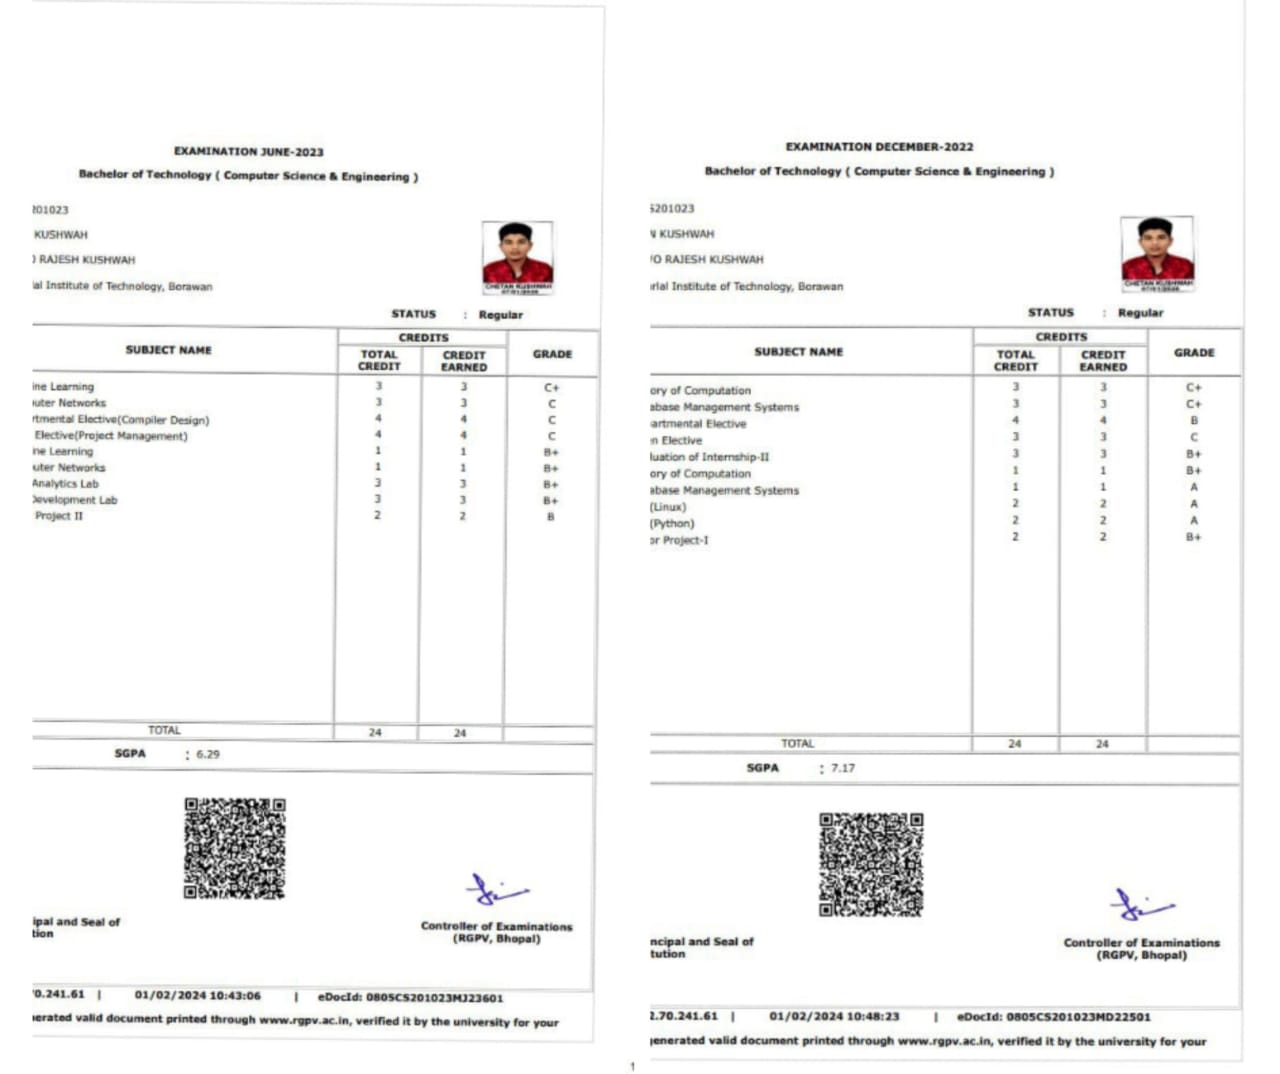 EXAMINATION JUNE-2023
Bachelor of Technology ( Computer Science & Engineering )
201023
KUSHWAH
O RAJESH KUSHWAH
lal Institute of Technology, Borawan
CHETAN KUSHWAH
STATUS : Regular
SUBJECT NAME
CREDITS
TOTAL CREDIT
CREDIT EARNED
GRADE
ine Learning 3 3 C+
uter Networks 3 3 C
rtmental Elective(Compiler Design) 4 4 C
Elective(Project Management) 4 4 C
ine Learning 1 1 B+
uter Networks 1 1 B+
Analytics Lab 3 3 B+
Development Lab 3 3 B+
Project II 2 2 B
TOTAL 24 24
SGPA : 6.29
ipal and Seal of
tion
Controller of Examinations
(RGPV, Bhopal)
0.241.61 | 01/02/2024 10:43:06 | eDocId: 0805CS201023MJ23601
nerated valid document printed through www.rgpv.ac.in, verified it by the university for your
EXAMINATION DECEMBER-2022
Bachelor of Technology ( Computer Science & Engineering )
S201023
N KUSHWAH
/O RAJESH KUSHWAH
rlal Institute of Technology, Borawan
CHETAN KUSHWAH
STATUS : Regular
SUBJECT NAME
CREDITS
TOTAL CREDIT
CREDIT EARNED
GRADE
ory of Computation 3 3 C+
abase Management Systems 3 3 C+
artmental Elective 4 4 B
n Elective 3 3 C
luation of Internship-II 3 3 B+
ory of Computation 1 1 B+
abase Management Systems 1 1 A
(Linux) 2 2 A
(Python) 2 2 A
or Project-I 2 2 B+
TOTAL 24 24
SGPA : 7.17
ncipal and Seal of
tution
Controller of Examinations
(RGPV, Bhopal)
2.70.241.61 | 01/02/2024 10:48:23 | eDocId: 0805CS201023MD22501
generated valid document printed through www.rgpv.ac.in, verified it by the university for your
1